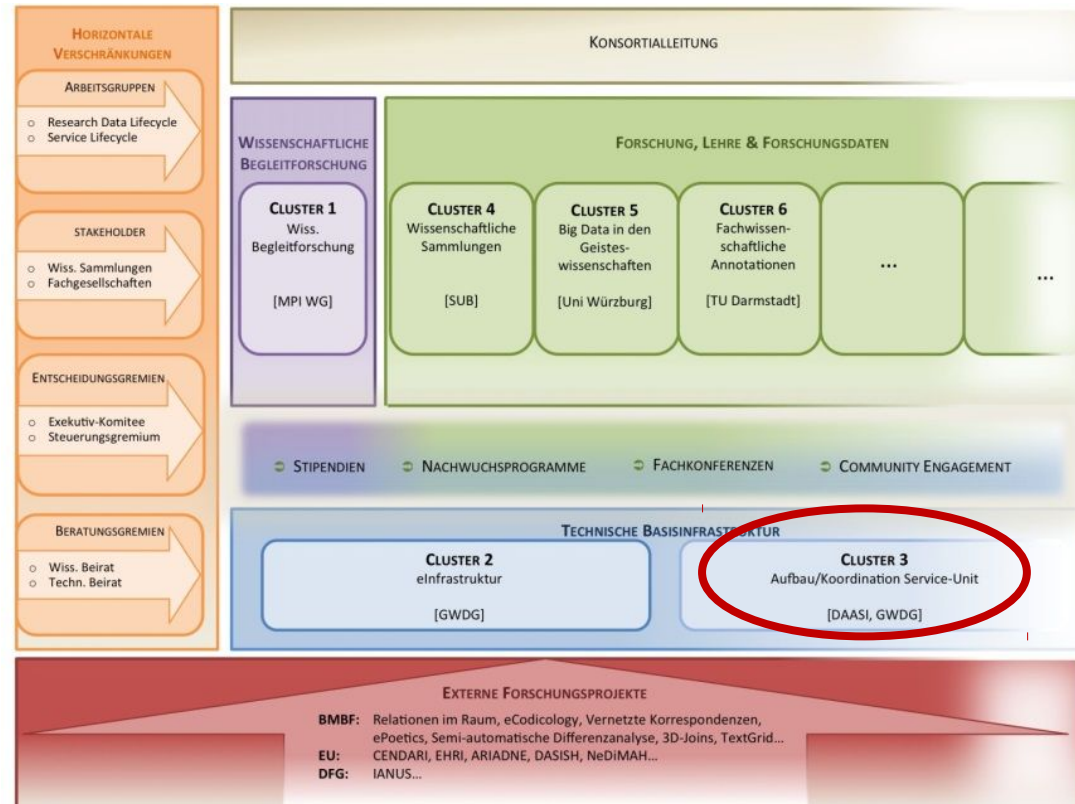 HORIZONTALE
VERSCHRÄNKUNGEN
ARBEITSGRUPPEN
o Research Data Lifecycle
o Service Lifecycle
STAKEHOLDER
o Wiss. Sammlungen
o Fachgesellschaften
ENTSCHEIDUNGSGREMIEN
o Exekutiv-Komitee
o Steuerungsgremium
BERATUNGSGREMIEN
o Wiss. Beirat
o Techn. Beirat
KONSORTIALLEITUNG
WISSENSCHAFTLICHE
BEGLEITFORSCHUNG
CLUSTER 1
Wiss.
Begleitforschung
[MPI WG]
FORSCHUNG, LEHRE & FORSCHUNGSDATEN
CLUSTER 4
Wissenschaftliche
Sammlungen
[SUB]
CLUSTER 5
Big Data in den
Geistes-
wissenschaften
[Uni Würzburg]
CLUSTER 6
Fachwissen-
schaftliche
Annotationen
[TU Darmstadt]
...
...
STIPENDIEN NACHWUCHSPROGRAMME FACHKONFERENZEN COMMUNITY ENGAGEMENT
TECHNISCHE BASISINFRASTRUKTUR
CLUSTER 2
eInfrastruktur
[GWDG]
CLUSTER 3
Aufbau/Koordination Service-Unit
[DAASI, GWDG]
EXTERNE FORSCHUNGSPROJEKTE
BMBF: Relationen im Raum, eCodicology, Vernetzte Korrespondenzen,
ePoetics, Semi-automatische Differenzanalyse, 3D-Joins, TextGrid...
EU: CENDARI, EHRI, ARIADNE, DASISH, NeDiMAH...
DFG: IANUS...